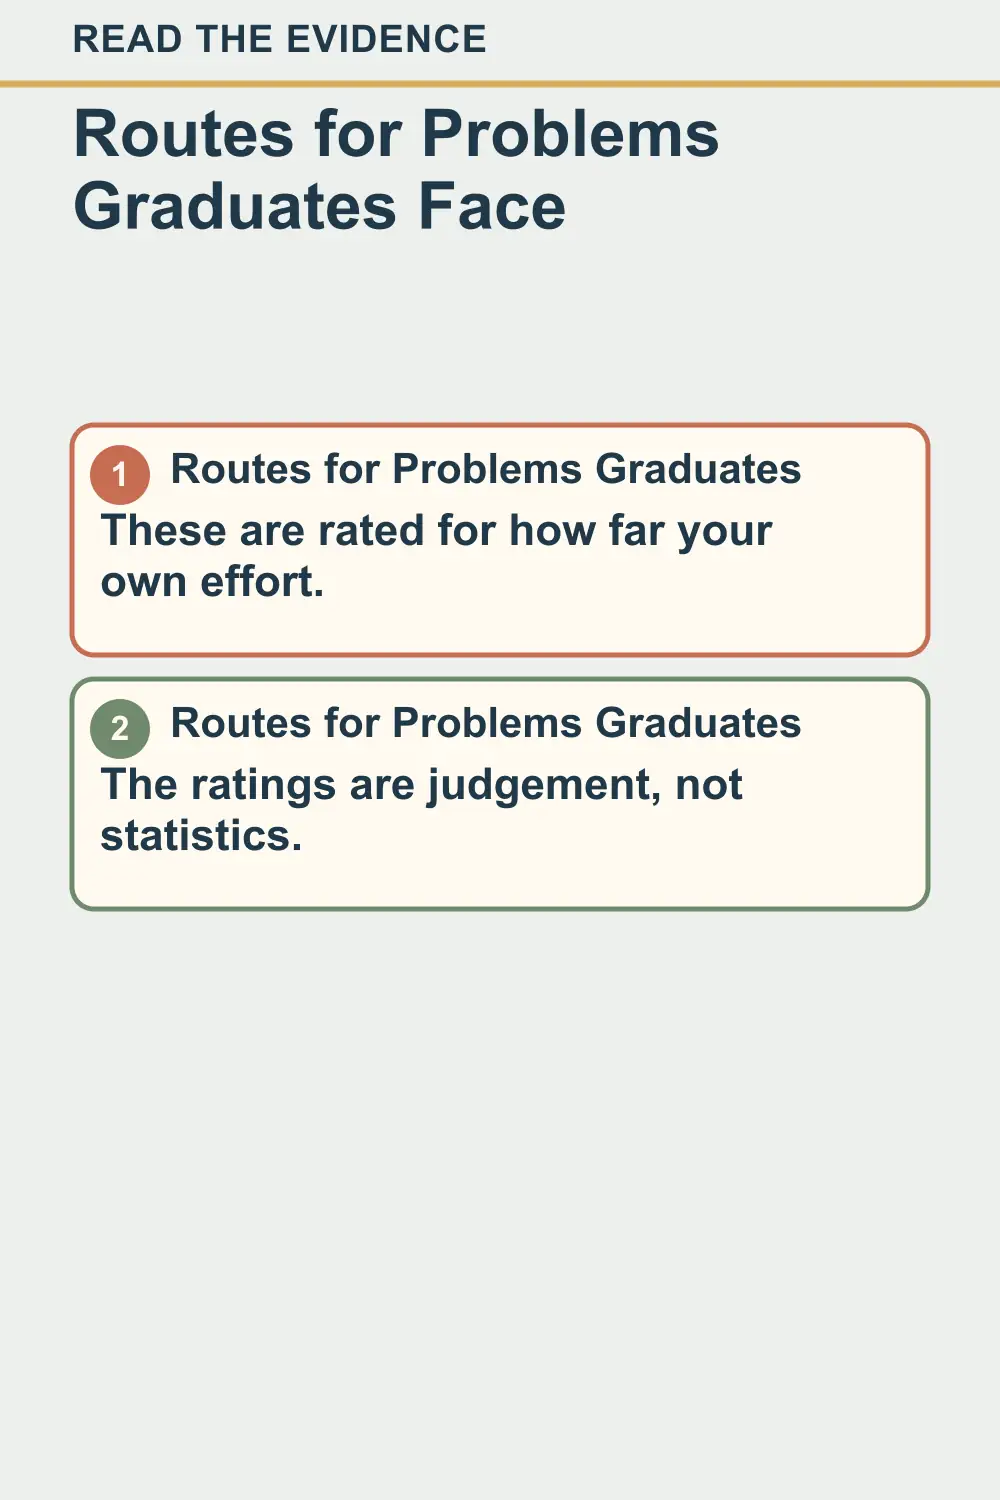 READ THE EVIDENCE
Routes for Problems
Graduates Face
1 Routes for Problems Graduates
These are rated for how far your
own effort.
2 Routes for Problems Graduates
The ratings are judgement, not
statistics.